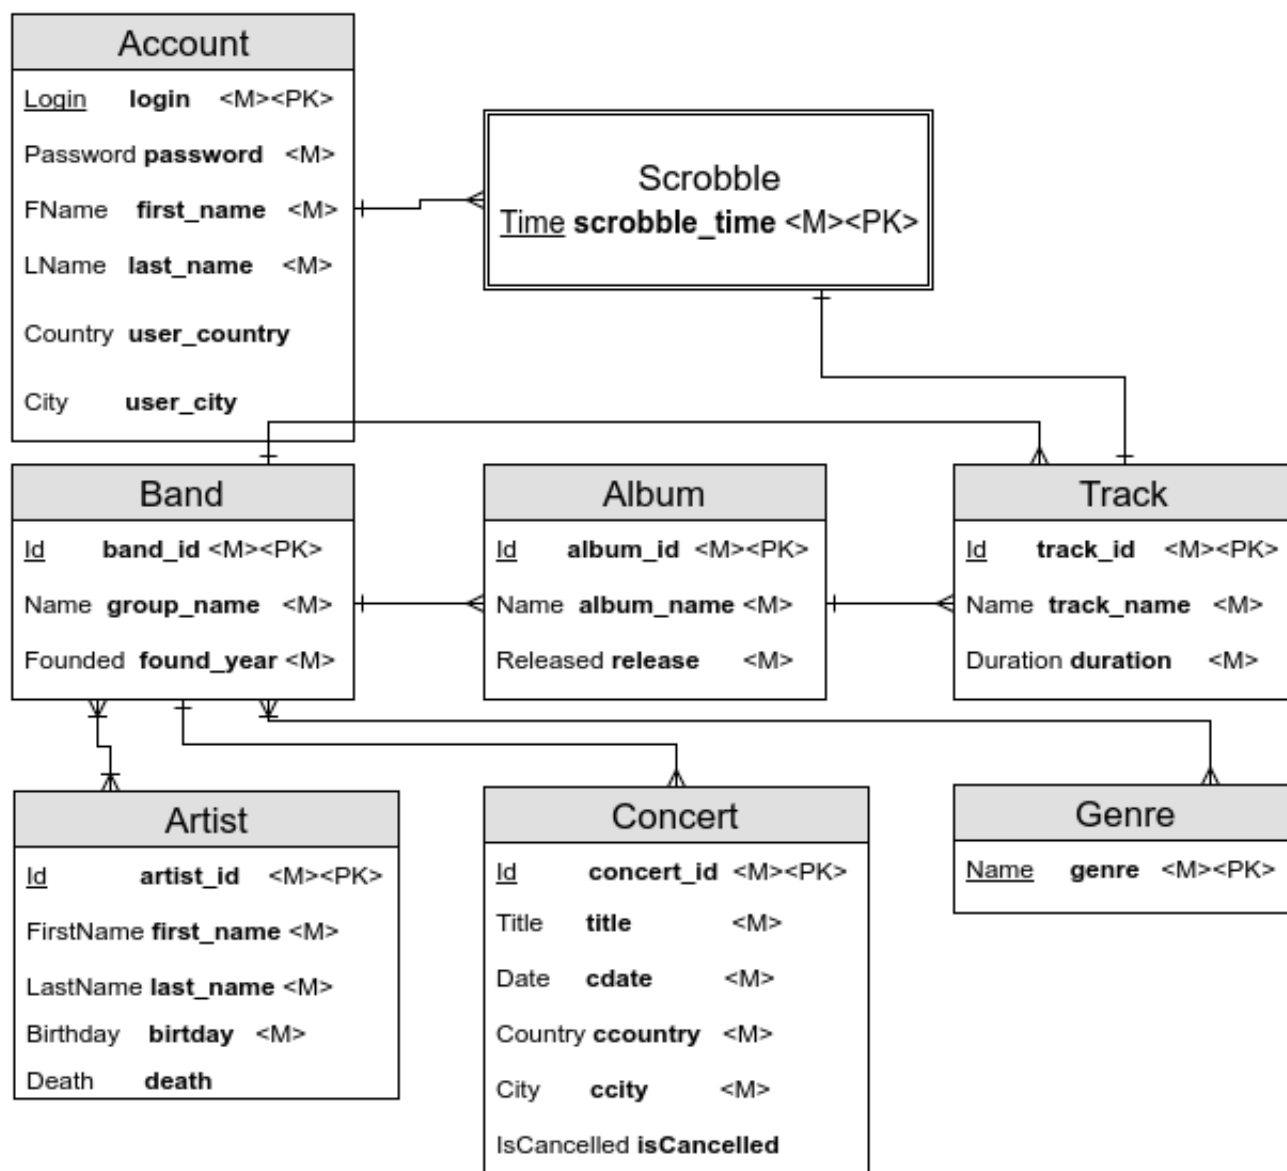 Account
Login login <M><PK>
Password password <M>
FName first_name <M>
LName last_name <M>
Country user_country
City user_city
Scrobble
Time scrobble_time <M><PK>
Band
Id band_id <M><PK>
Name group_name <M>
Founded found_year <M>
Album
Id album_id <M><PK>
Name album_name <M>
Released release <M>
Track
Id track_id <M><PK>
Name track_name <M>
Duration duration <M>
Artist
Id artist_id <M><PK>
FirstName first_name <M>
LastName last_name <M>
Birthday birtday <M>
Death death
Concert
Id concert_id <M><PK>
Title title <M>
Date cdate <M>
Country ccountry <M>
City ccity <M>
IsCancelled isCancelled
Genre
Name genre <M><PK>